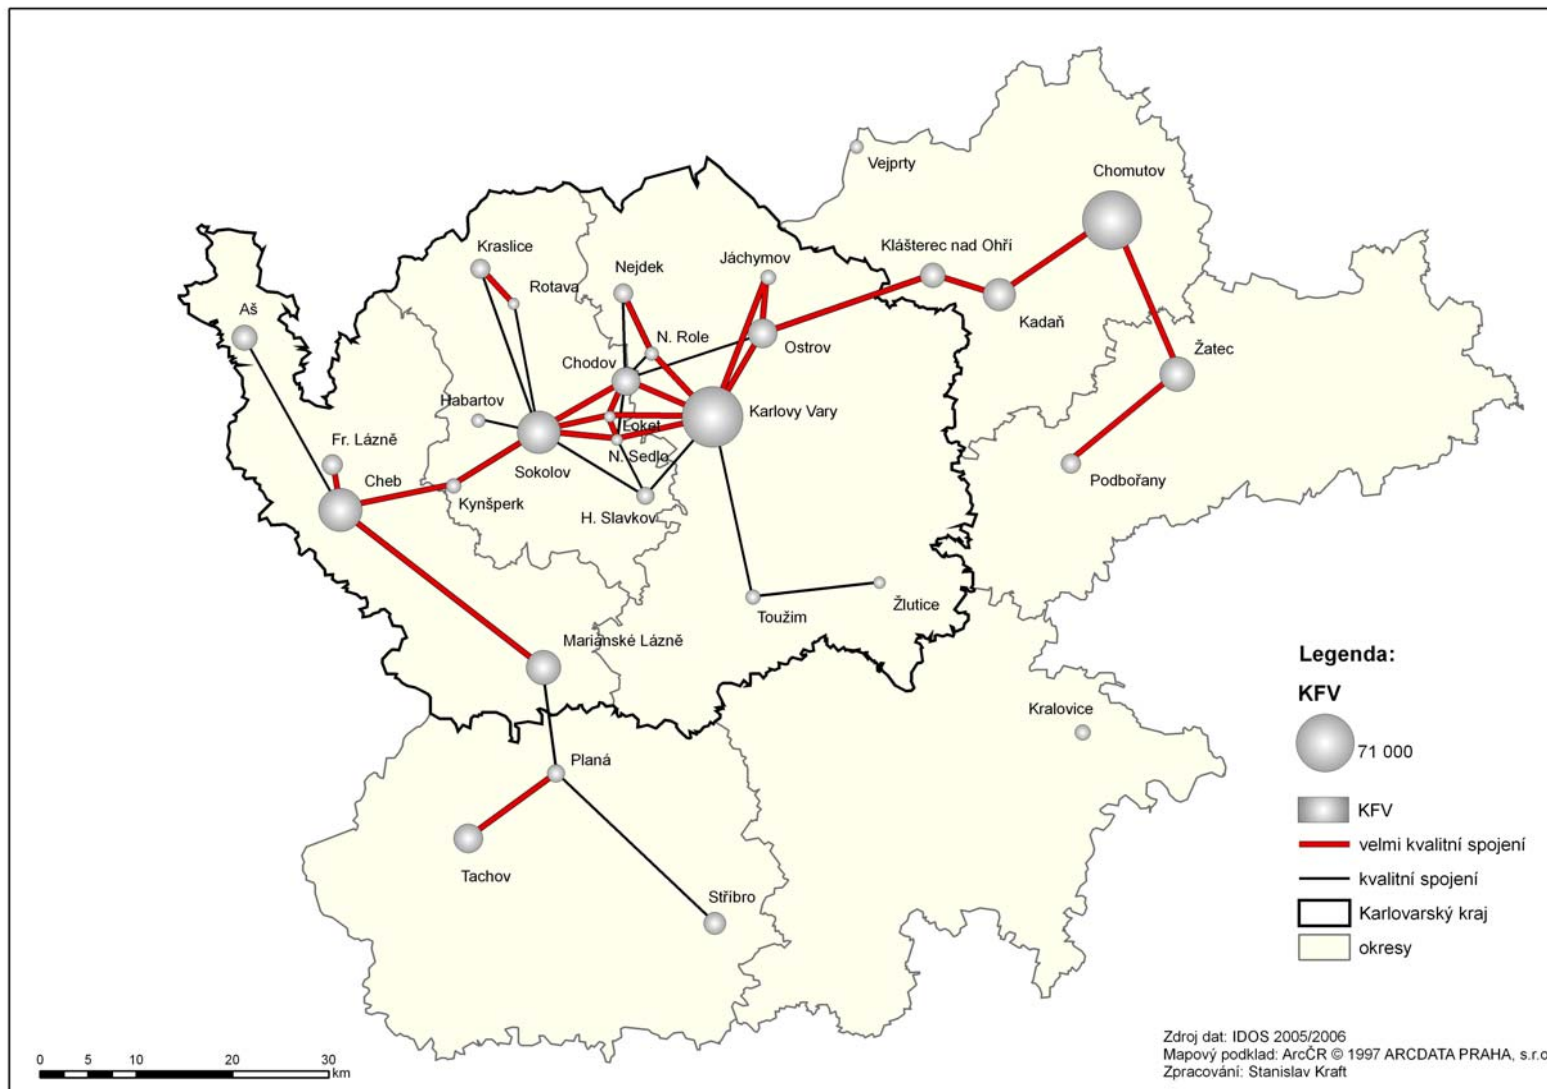 Vejprty
Chomutov
Klášterec nad Ohří
Kraslice
Nejdek
Jáchymov
Rotava
Aš
Kadaň
N. Role
Ostrov
Žatec
Chodov
Habartov
Karlovy Vary
Loket
Fr. Lázně
N. Sedlo
Sokolov
Cheb
Podbořany
Kynšperk
H. Slavkov
Toužim
Žlutice
Mariánské Lázně
Kralovice
Planá
Tachov
Stříbro
Legenda:
KFV
71 000
KFV
velmi kvalitní spojení
kvalitní spojení
Karlovarský kraj
okresy
0 5 10 20 30
km
Zdroj dat: IDOS 2005/2006
Mapový podklad: ArcČR © 1997 ARCDATA PRAHA, s.r.o
Zpracování: Stanislav Kraft